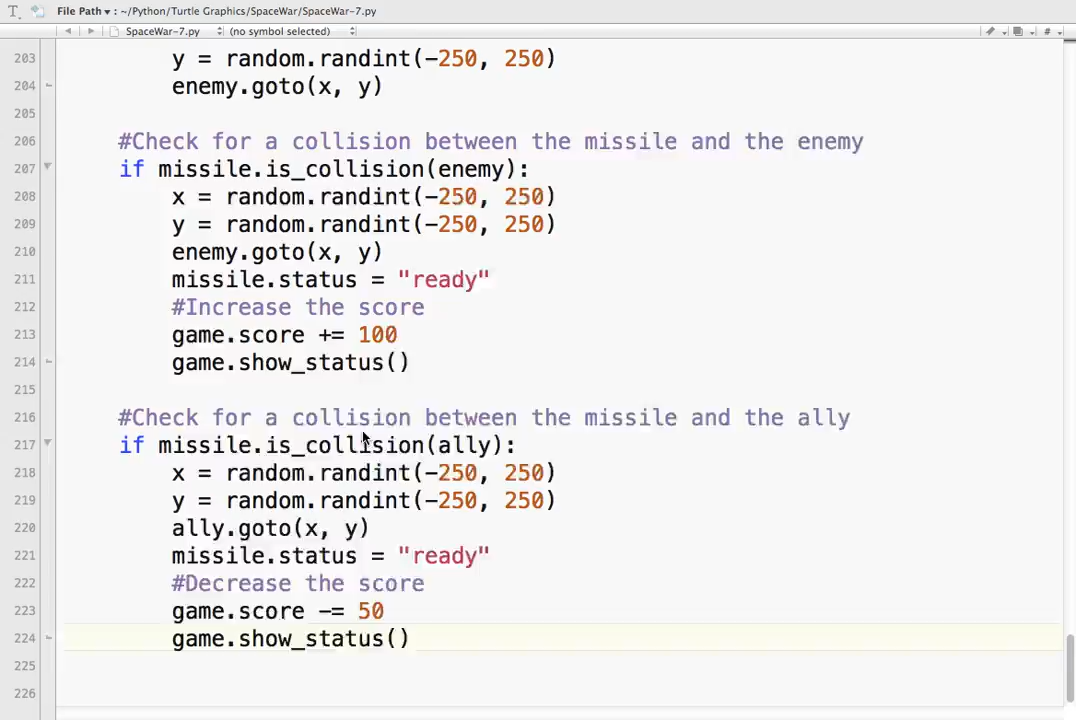 File Path ▾ : ~/Python/Turtle Graphics/SpaceWar/SpaceWar-7.py
SpaceWar-7.py (no symbol selected) #
203 y = random.randint(-250, 250)
204 enemy.goto(x, y)
205
206 #Check for a collision between the missile and the enemy
207 if missile.is_collision(enemy):
208 x = random.randint(-250, 250)
209 y = random.randint(-250, 250)
210 enemy.goto(x, y)
211 missile.status = "ready"
212 #Increase the score
213 game.score += 100
214 game.show_status()
215
216 #Check for a collision between the missile and the ally
217 if missile.is_collision(ally):
218 x = random.randint(-250, 250)
219 y = random.randint(-250, 250)
220 ally.goto(x, y)
221 missile.status = "ready"
222 #Decrease the score
223 game.score -= 50
224 game.show_status()
225
226